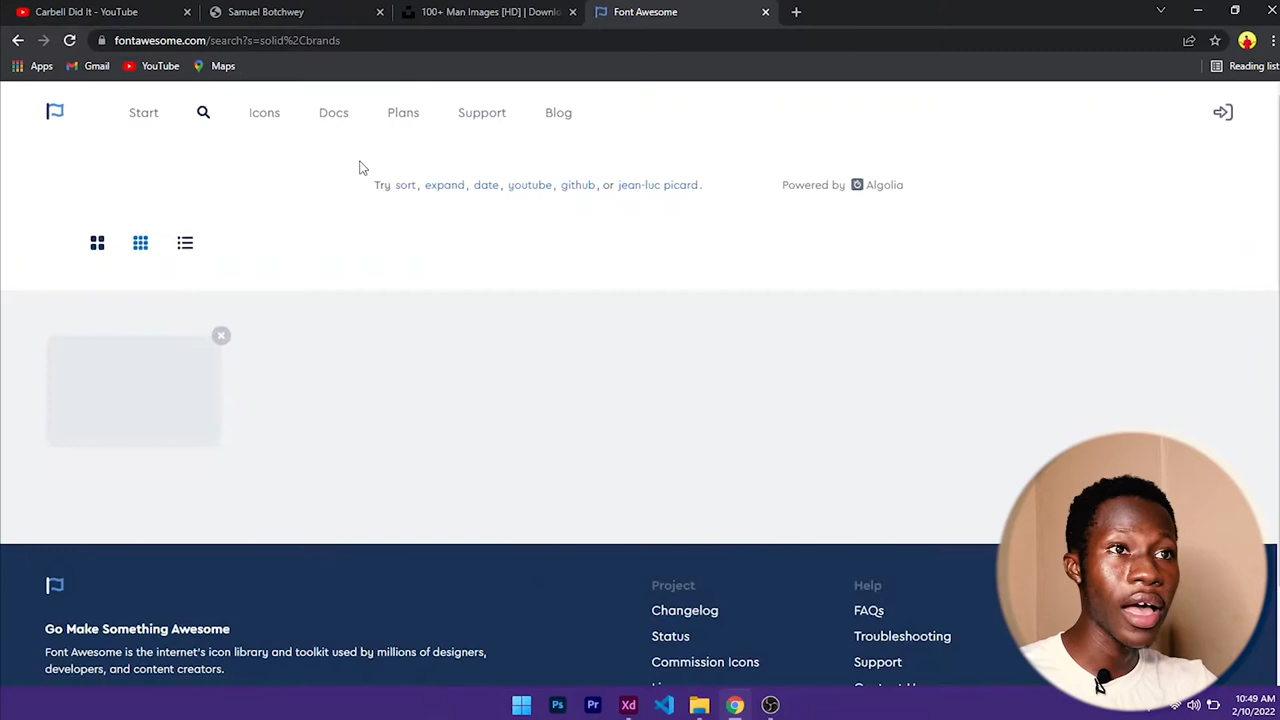 Carbell Did It - YouTube
Samuel Botchwey
100+ Man Images [HD] | Downlo
Font Awesome
fontawesome.com/search?s=solid%2Cbrands
Apps
Gmail
YouTube
Maps
Reading list
Start
Icons
Docs
Plans
Support
Blog
Try sort, expand, date, youtube, github, or jean-luc picard.
Powered by Algolia
Project
Help
Changelog
FAQs
Go Make Something Awesome
Status
Troubleshooting
Font Awesome is the internet's icon library and toolkit used by millions of designers,
developers, and content creators.
Commission Icons
Support
Ps
Pr
Xd
10:49 AM
2/10/2022